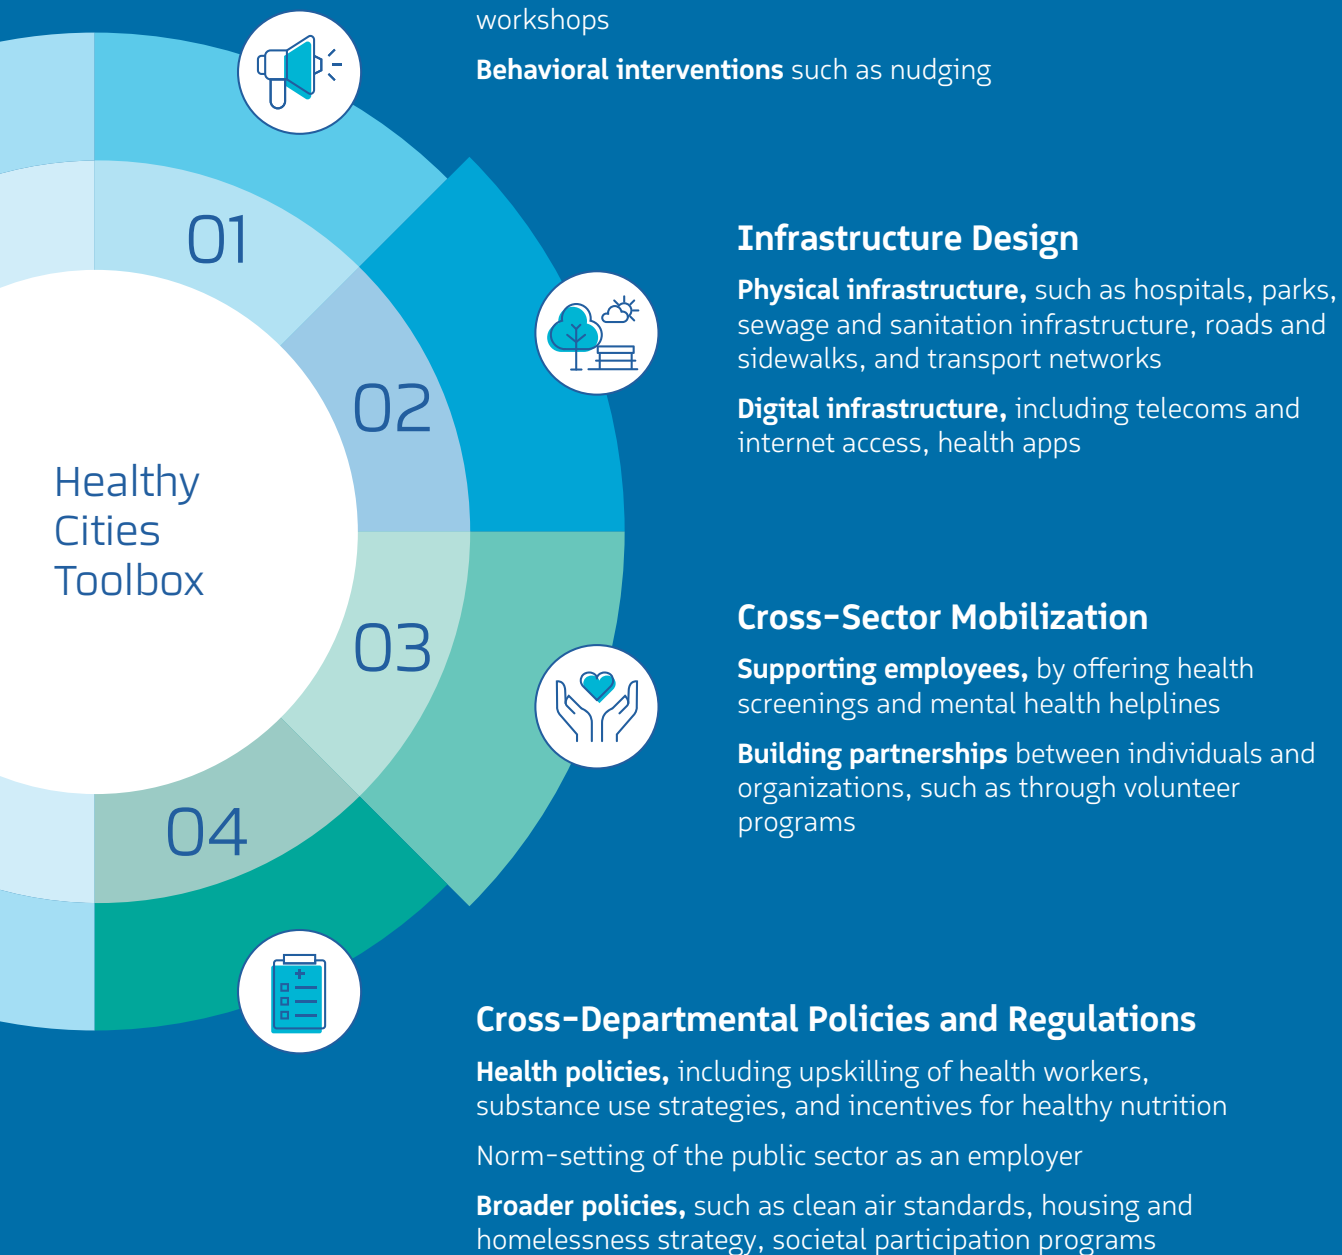 workshops
Behavioral interventions such as nudging
01
Infrastructure Design
Physical infrastructure, such as hospitals, parks,
sewage and sanitation infrastructure, roads and
sidewalks, and transport networks
02
Digital infrastructure, including telecoms and
internet access, health apps
Healthy
Cities
Toolbox
Cross-Sector Mobilization
03
Supporting employees, by offering health
screenings and mental health helplines
Building partnerships between individuals and
organizations, such as through volunteer
programs
04
Cross-Departmental Policies and Regulations
Health policies, including upskilling of health workers,
substance use strategies, and incentives for healthy nutrition
Norm-setting of the public sector as an employer
Broader policies, such as clean air standards, housing and
homelessness strategy, societal participation programs